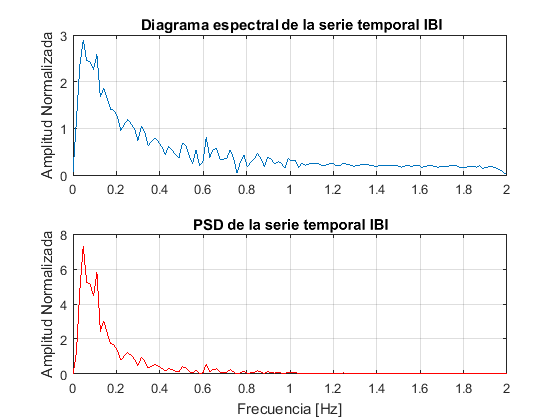 Diagrama espectral de la serie temporal IBI
Amplitud Normalizada
3
2
1
0
0 0.2 0.4 0.6 0.8 1 1.2 1.4 1.6 1.8 2
PSD de la serie temporal IBI
Amplitud Normalizada
8
6
4
2
0
0 0.2 0.4 0.6 0.8 1 1.2 1.4 1.6 1.8 2
Frecuencia [Hz]